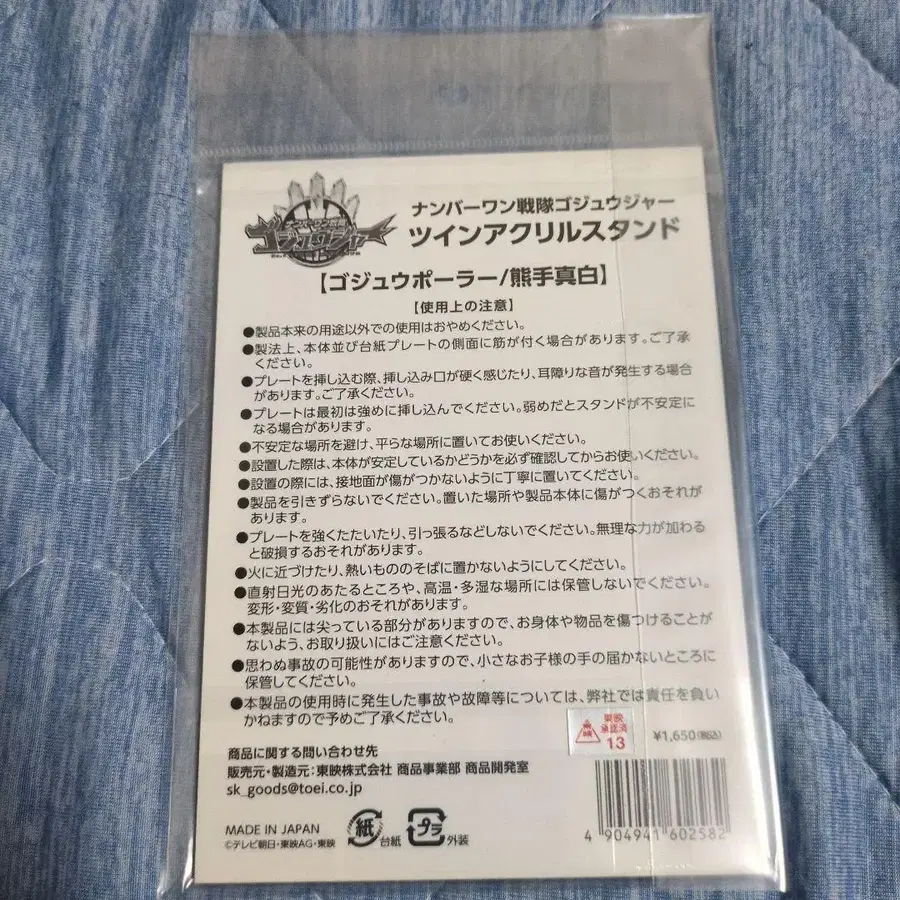 ナンバーワン戦隊
ゴジュウジャー
ナンバーワン戦隊ゴジュウジャー
ツインアクリルスタンド
【ゴジュウポーラー/熊手真白】
【使用上の注意】
●製品本来の用途以外での使用はおやめください。
●製法上、本体並び台紙プレートの側面に筋が付く場合があります。ご了承
ください。
●プレートを挿し込む際、挿し込み口が硬く感じたり、耳障りな音が発生する場合
があります。ご了承ください。
●プレートは最初は強めに挿し込んでください。弱めだとスタンドが不安定に
なる場合があります。
●不安定な場所を避け、平らな場所に置いてお使いください。
●設置した際は、本体が安定しているかどうかを必ず確認してからお使いください。
●設置の際には、接地面が傷がつかないように丁寧に置いてください。
●製品を引きずらないでください。置いた場所や製品本体に傷がつくおそれが
あります。
●プレートを強くたたいたり、引っ張るなどしないでください。無理な力が加わる
と破損するおそれがあります。
●火に近づけたり、熱いもののそばに置かないようにしてください。
●直射日光のあたるところや、高温・多湿な場所には保管しないでください。
変形・変質・劣化のおそれがあります。
●本製品には尖っている部分がありますので、お身体や物品を傷つけることが
ないよう、お取り扱いにはご注意ください。
●思わぬ事故の可能性がありますので、小さなお子様の手の届かないところに
保管してください。
●本製品の使用時に発生した事故や故障等については、弊社では責任を負い
かねますので予めご了承ください。
東映
承認済
13
¥1,650(税込)
商品に関する問い合わせ先
販売元・製造元:東映株式会社 商品事業部 商品開発室
sk_goods@toei.co.jp
MADE IN JAPAN
©テレビ朝日・東映AG・東映
紙 台紙
プラ 外装
4 904941 602582